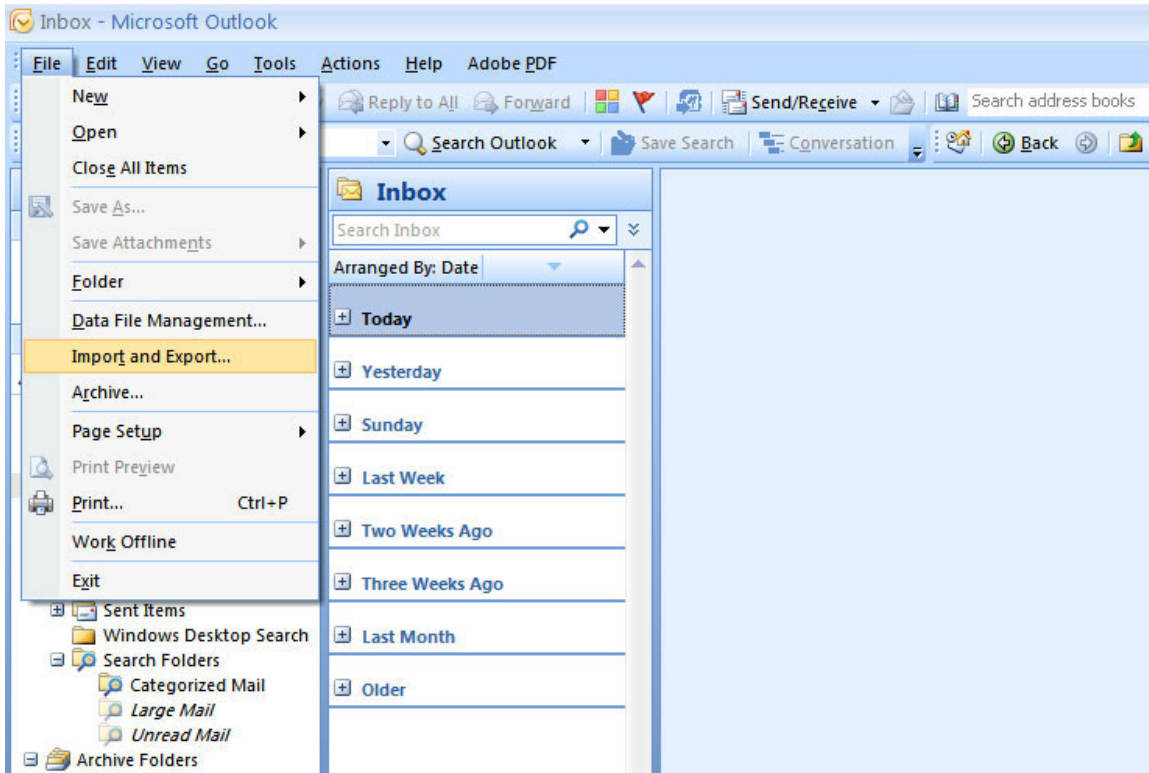 Inbox - Microsoft Outlook
File Edit View Go Tools Actions Help Adobe PDF
Reply to All Forward Send/Receive Search address books
Search Outlook Save Search Conversation Back
New
Open
Close All Items
Save As...
Save Attachments
Folder
Data File Management...
Import and Export...
Archive...
Page Setup
Print Preview
Print... Ctrl+P
Work Offline
Exit
Sent Items
Windows Desktop Search
Search Folders
Categorized Mail
Large Mail
Unread Mail
Archive Folders
Inbox
Search Inbox
Arranged By: Date
Today
Yesterday
Sunday
Last Week
Two Weeks Ago
Three Weeks Ago
Last Month
Older